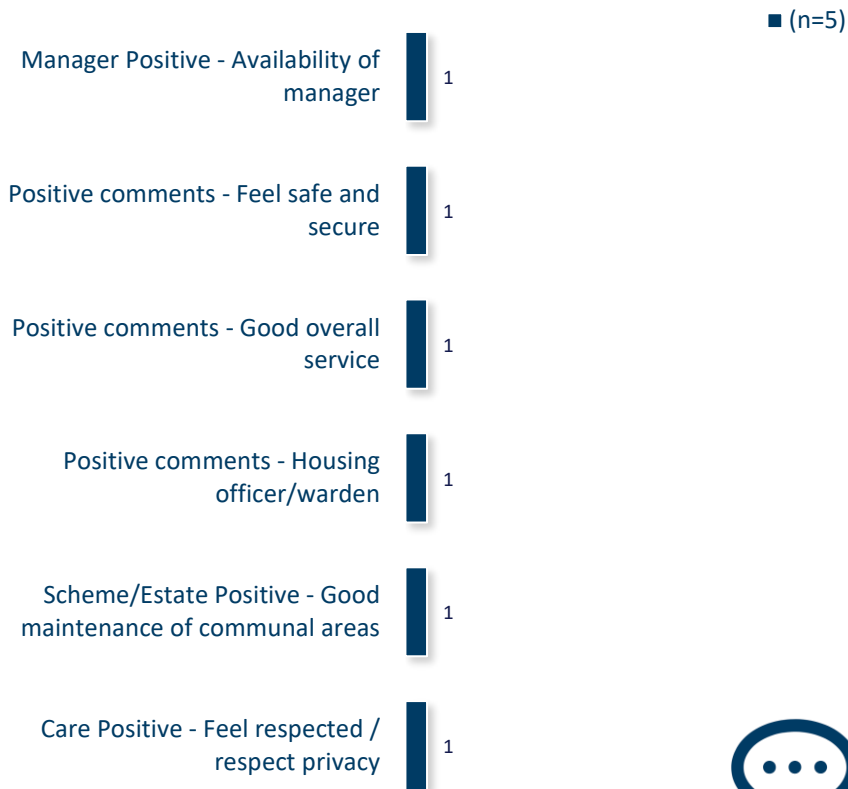 ■ (n=5)
Manager Positive - Availability of
manager
1
Positive comments - Feel safe and
secure
1
Positive comments - Good overall
service
1
Positive comments - Housing
officer/warden
1
Scheme/Estate Positive - Good
maintenance of communal areas
1
Care Positive - Feel respected /
respect privacy
1